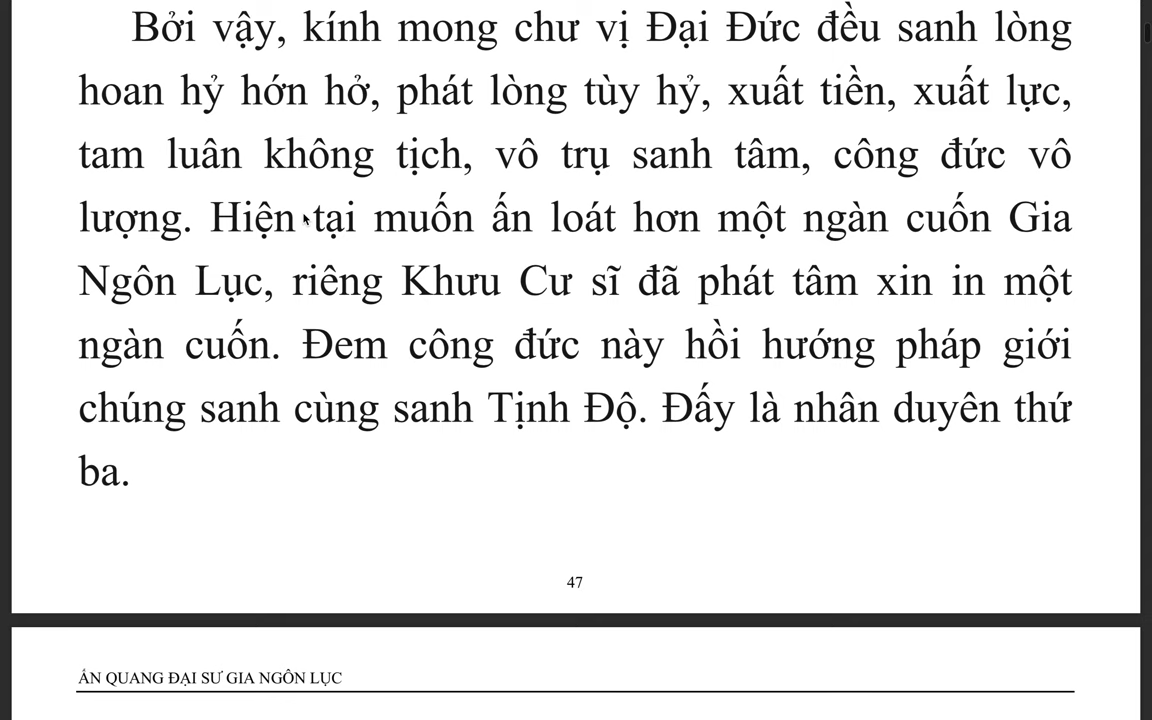 Bởi vậy, kính mong chư vị Đại Đức đều sanh lòng
hoan hỷ hớn hở, phát lòng tùy hỷ, xuất tiền, xuất lực,
tam luân không tịch, vô trụ sanh tâm, công đức vô
lượng. Hiện tại muốn ấn loát hơn một ngàn cuốn Gia
Ngôn Lục, riêng Khưu Cư sĩ đã phát tâm xin in một
ngàn cuốn. Đem công đức này hồi hướng pháp giới
chúng sanh cùng sanh Tịnh Độ. Đấy là nhân duyên thứ
ba.
47
ẤN QUANG ĐẠI SƯ GIA NGÔN LỤC